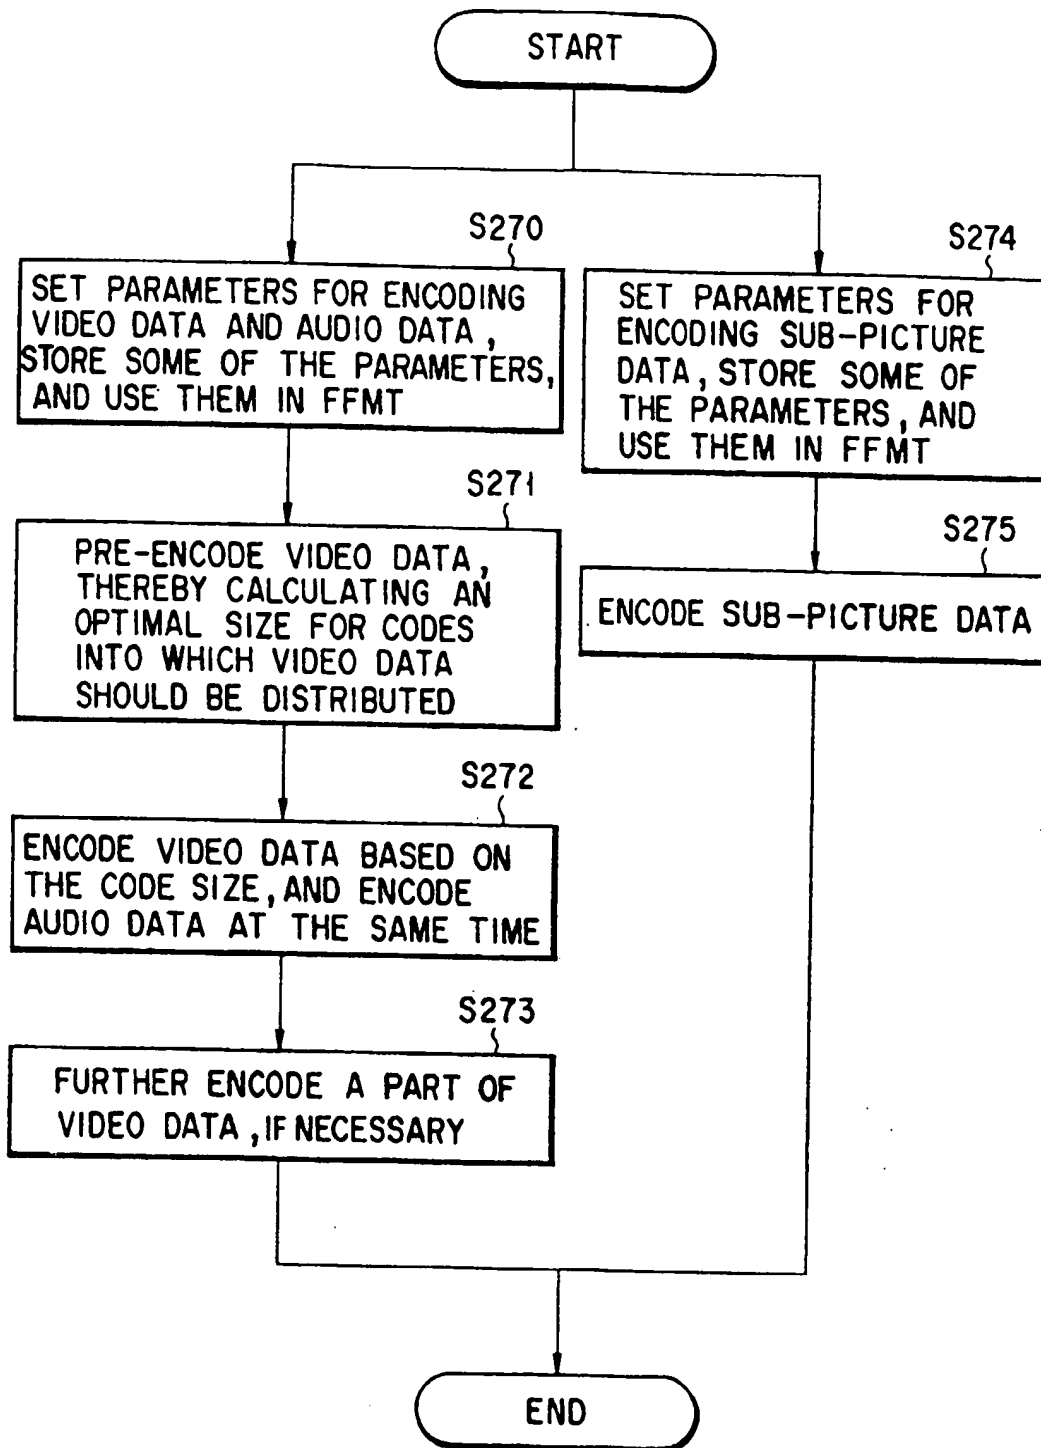 START
S270
SET PARAMETERS FOR ENCODING
VIDEO DATA AND AUDIO DATA,
STORE SOME OF THE PARAMETERS,
AND USE THEM IN FFMT
S271
PRE-ENCODE VIDEO DATA,
THEREBY CALCULATING AN
OPTIMAL SIZE FOR CODES
INTO WHICH VIDEO DATA
SHOULD BE DISTRIBUTED
S272
ENCODE VIDEO DATA BASED ON
THE CODE SIZE, AND ENCODE
AUDIO DATA AT THE SAME TIME
S273
FURTHER ENCODE A PART OF
VIDEO DATA, IF NECESSARY
S274
SET PARAMETERS FOR
ENCODING SUB-PICTURE
DATA, STORE SOME OF
THE PARAMETERS, AND
USE THEM IN FFMT
S275
ENCODE SUB-PICTURE DATA
END